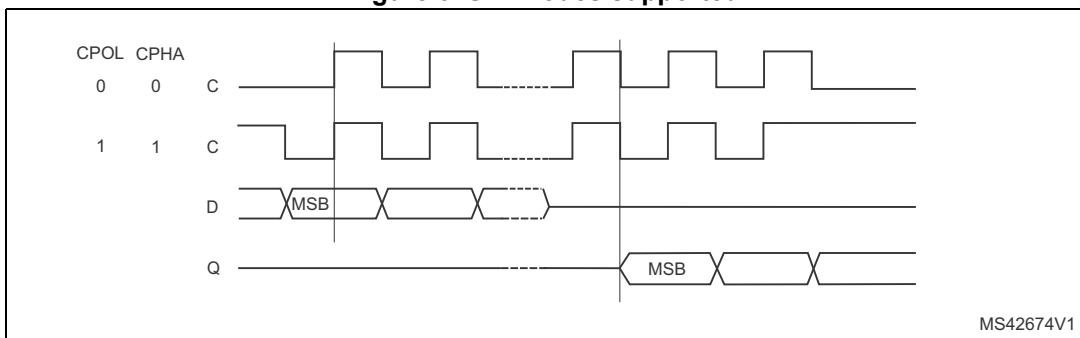 CPOL CPHA
0 0 C
1 1 C
D MSB
Q MSB
MS42674V1